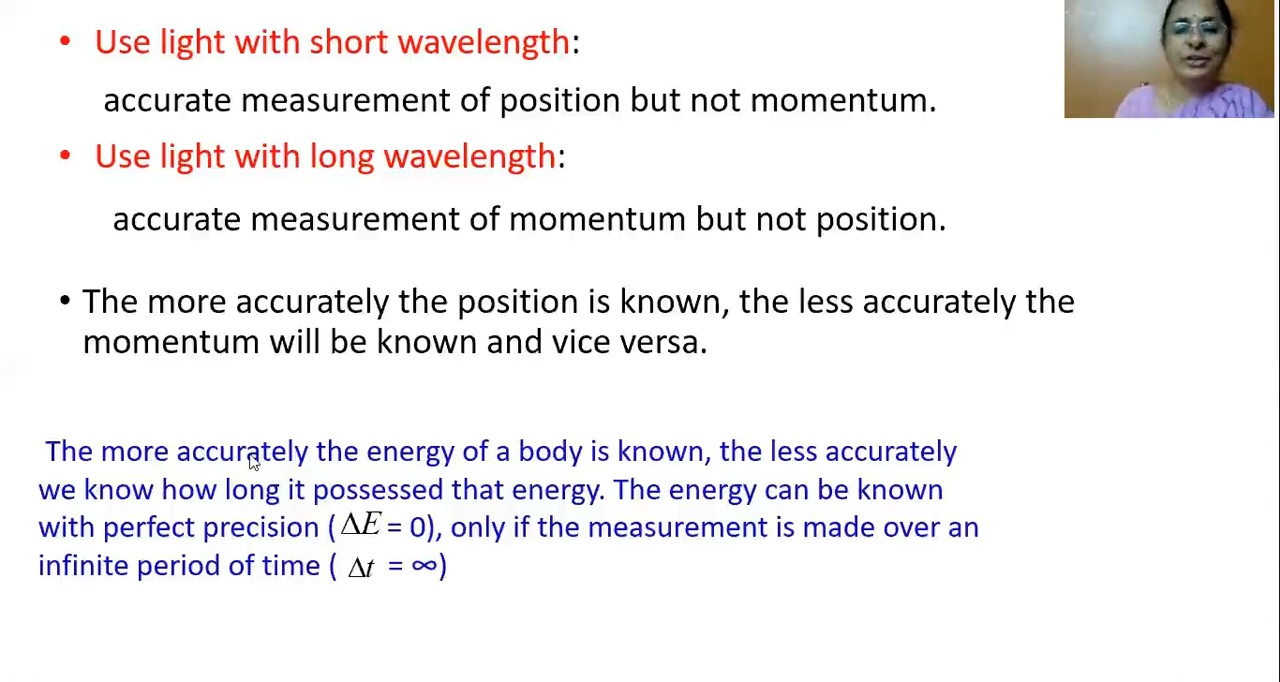 • Use light with short wavelength:
accurate measurement of position but not momentum.
• Use light with long wavelength:
accurate measurement of momentum but not position.
• The more accurately the position is known, the less accurately the
momentum will be known and vice versa.
The more accurately the energy of a body is known, the less accurately
we know how long it possessed that energy. The energy can be known
with perfect precision ( ΔE = 0), only if the measurement is made over an
infinite period of time ( Δt = ∞)